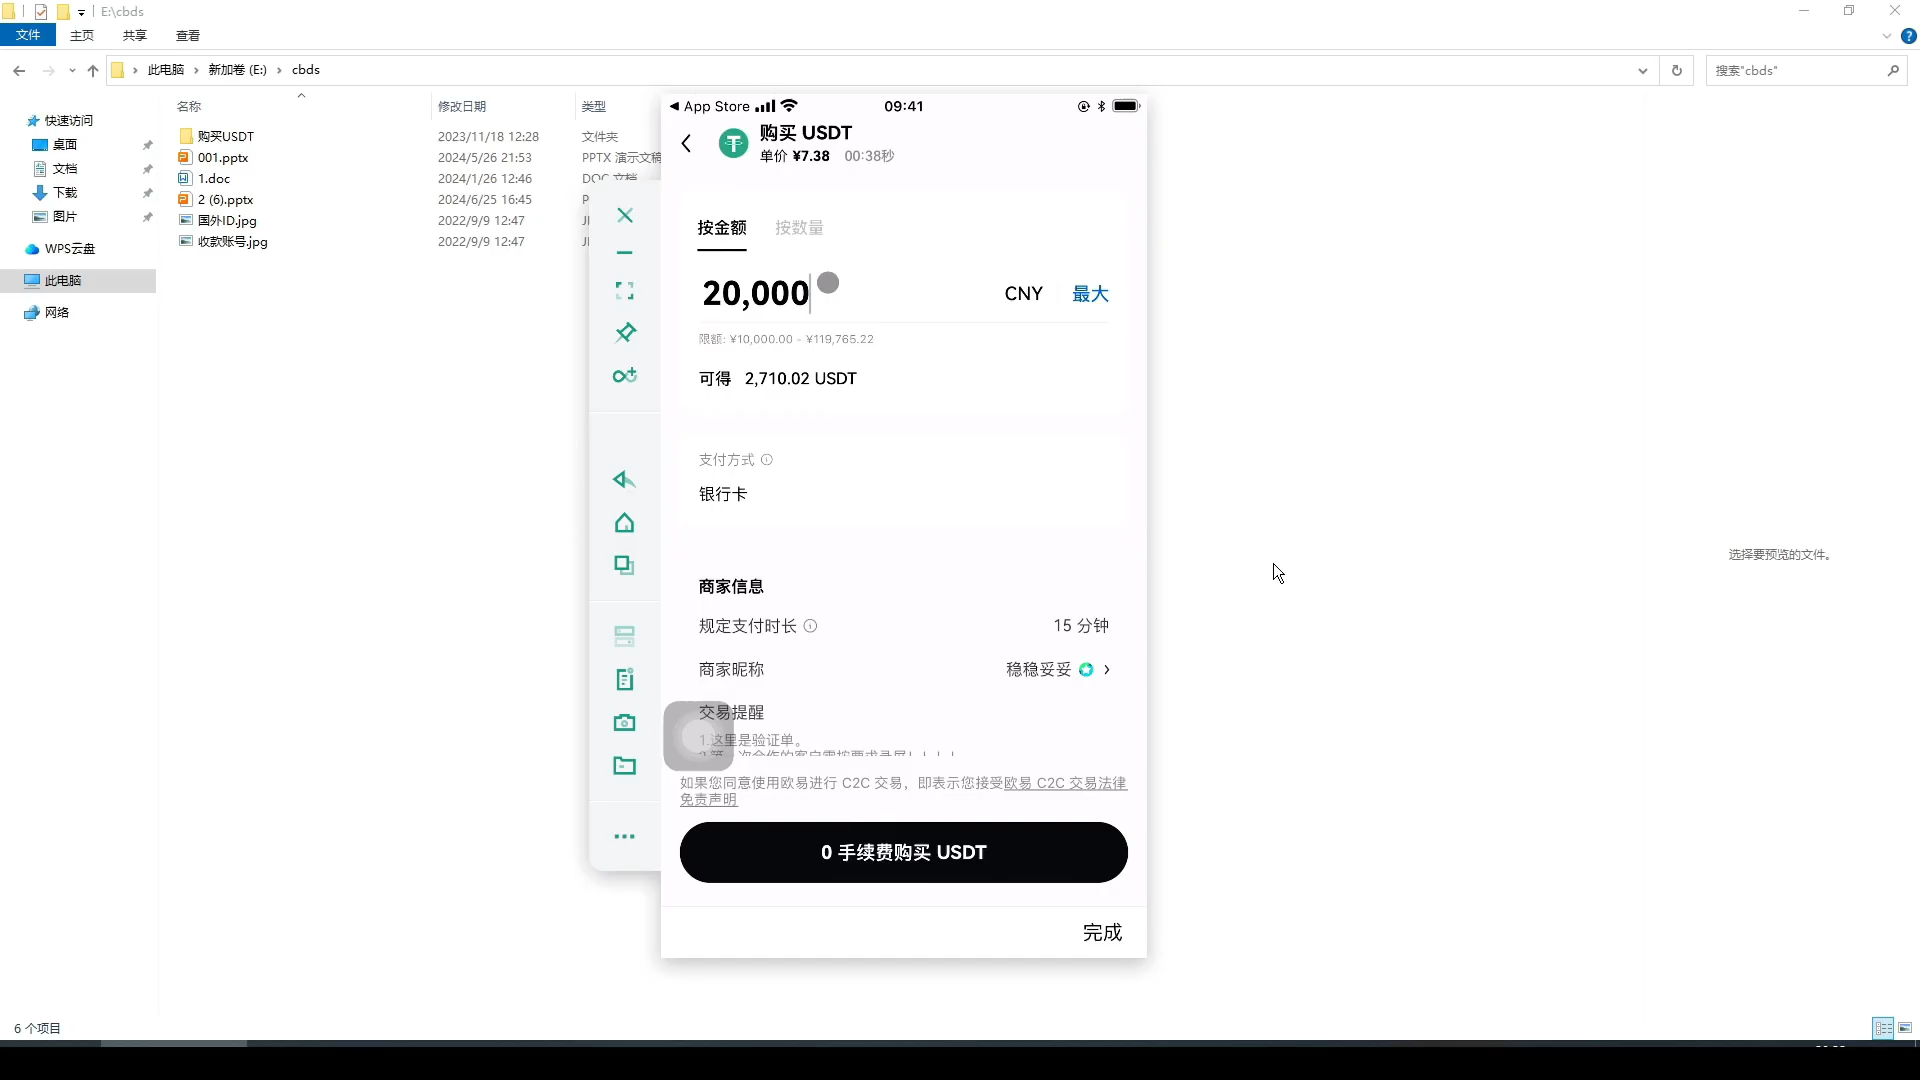 E:\cbds
文件 主页 共享 查看
此电脑 新加卷 (E:) cbds
搜索"cbds"
快速访问
桌面
文档
下载
图片
WPS云盘
此电脑
网络
名称 修改日期 类型
购买USDT 2023/11/18 12:28 文件夹
001.pptx 2024/5/26 21:53 PPTX 演示文稿
1.doc 2024/1/26 12:46 DOC 文档
2 (6).pptx 2024/6/25 16:45 P
国外ID.jpg 2022/9/9 12:47 JI
收款账号.jpg 2022/9/9 12:47 JI
App Store 09:41
购买 USDT
单价 ¥7.38 00:38秒
按金额 按数量
20,000 CNY 最大
限额: ¥10,000.00 - ¥119,765.22
可得 2,710.02 USDT
支付方式
银行卡
商家信息
规定支付时长 15 分钟
商家昵称 稳稳妥妥
交易提醒
1.这里是验证单。
如果您同意使用欧易进行 C2C 交易，即表示您接受欧易 C2C 交易法律
免责声明
0 手续费购买 USDT
完成
选择要预览的文件。
6 个项目